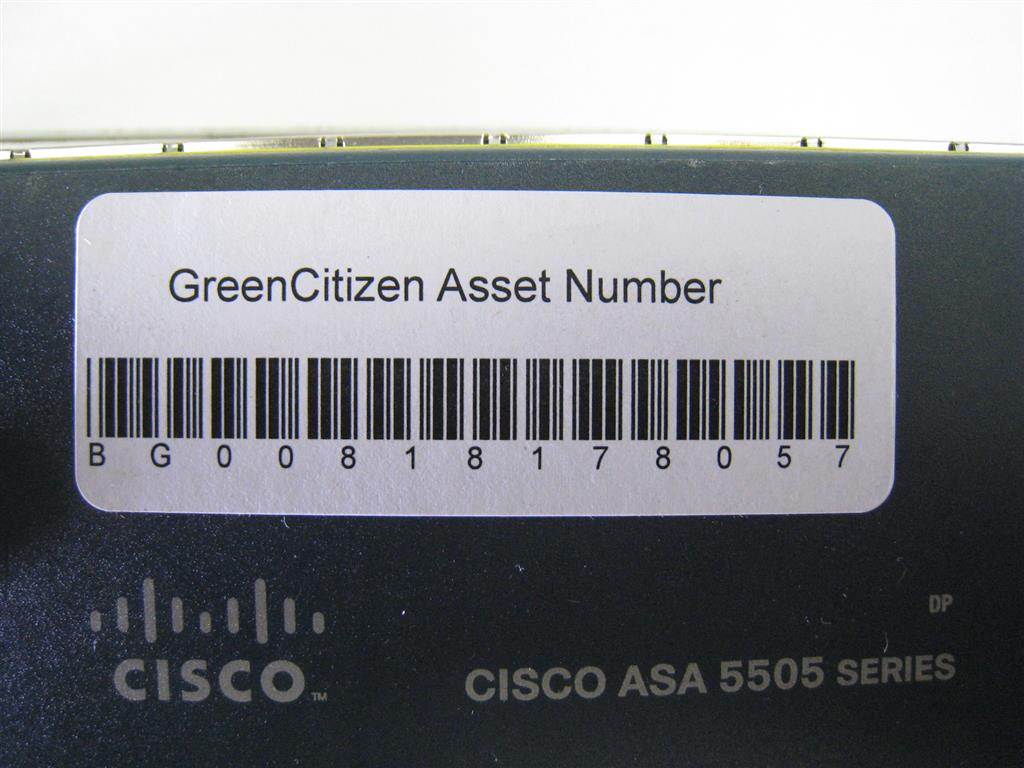 GreenCitizen Asset Number
B G 0 0 8 1 8 1 7 8 0 5 7
DP
CISCO™
CISCO ASA 5505 SERIES